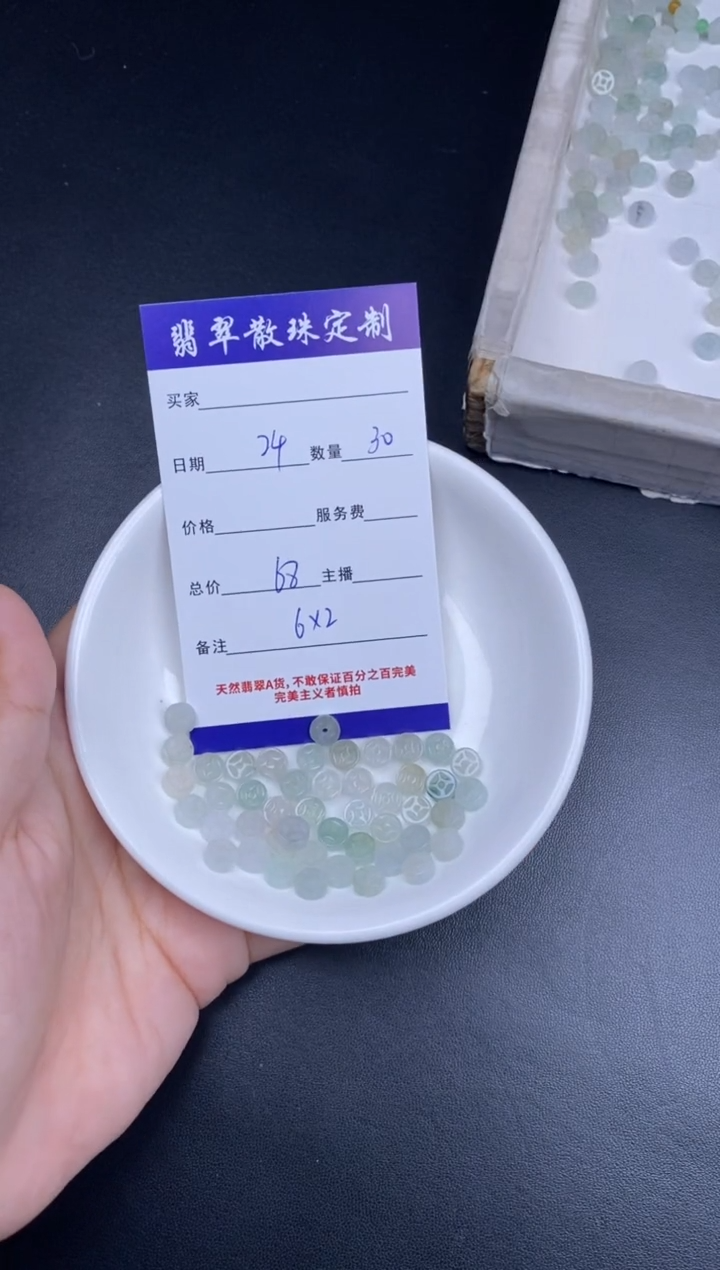 翡翠散珠定制
买家
日期 24 数量 30
价格 服务费
总价 68 主播
备注 6x2
天然翡翠A货,不敢保证百分之百完美
完美主义者慎拍